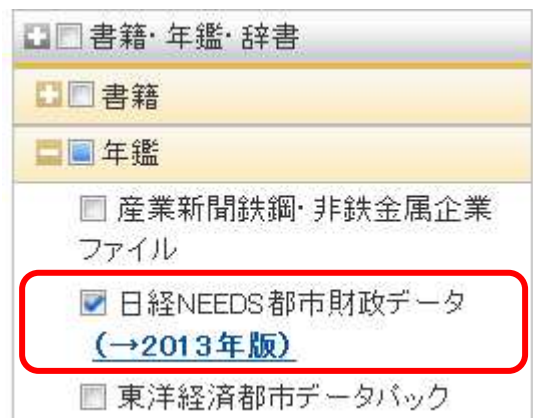 書籍・年鑑・辞書
書籍
年鑑
産業新聞鉄鋼・非鉄金属企業
ファイル
日経NEEDS都市財政データ
(→2013年版)
東洋経済都市データパック